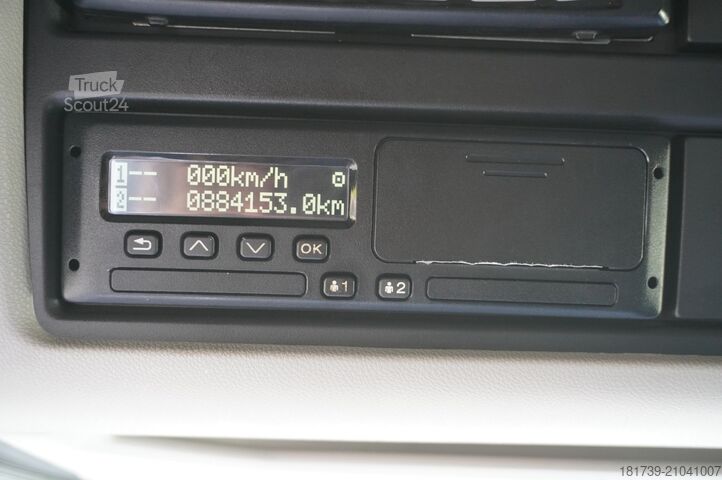 Truck
Scout24
1-- 000km/h
2-- 0884153.0km
OK
1 2
181739-21041007